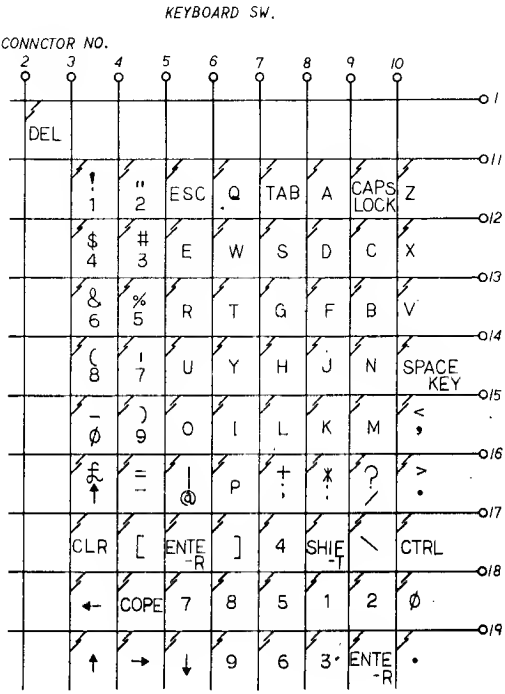 KEYBOARD SW.
CONNCTOR NO.
2 3 4 5 6 7 8 9 10
1
DEL
11
! " ESC Q TAB A CAPS LOCK Z
1 2
12
$ # E W S D C X
4 3
13
& % R T G F B V
6 5
14
( ' U Y H J N SPACE KEY
8 7
15
_ ) O I L K M <
Ø 9 ,
16
£ = | P + * ? >
↑ - @ ; : / .
17
CLR [ ENTE-R ] 4 SHIF-T \ CTRL
18
← COPE 7 8 5 1 2 Ø
19
↑ → ↓ 9 6 3 ENTE-R .